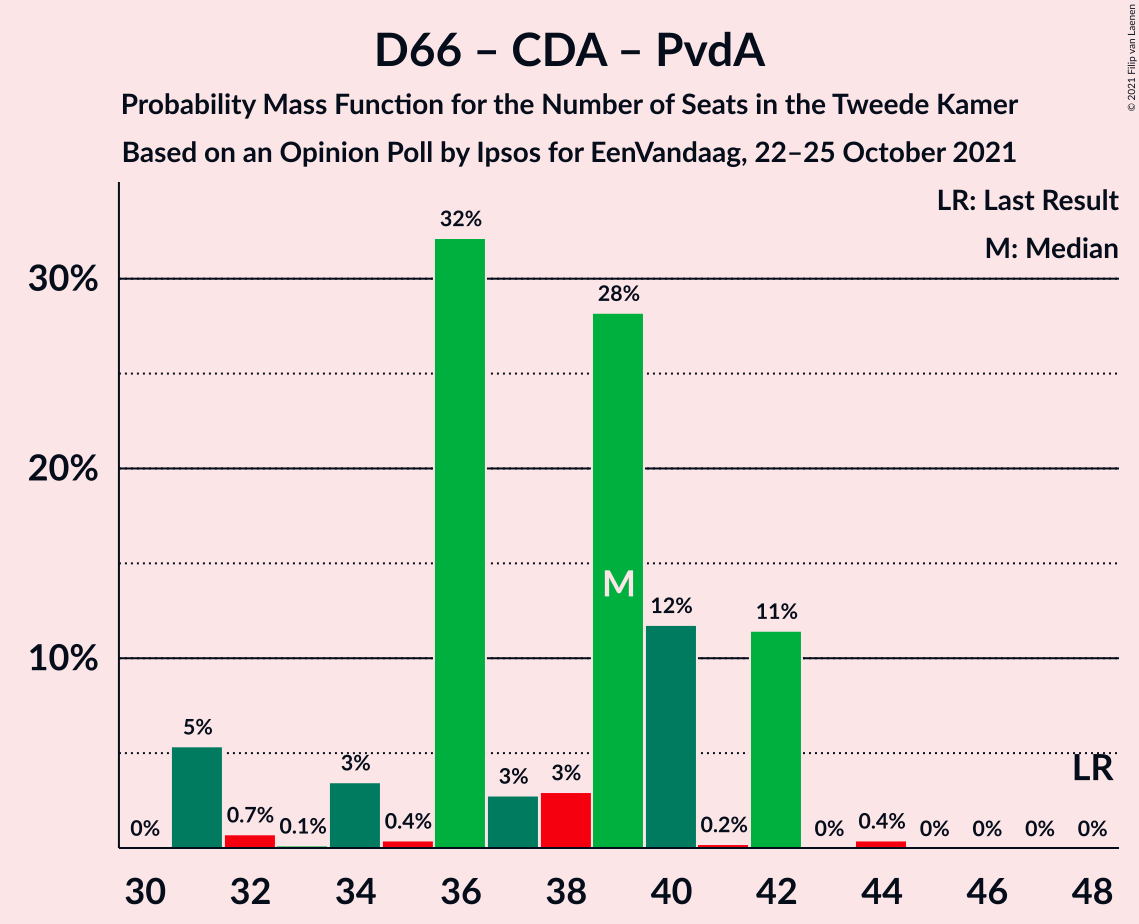 D66 – CDA – PvdA
Probability Mass Function for the Number of Seats in the Tweede Kamer
Based on an Opinion Poll by Ipsos for EenVandaag, 22–25 October 2021
© 2021 Filip van Laenen
LR: Last Result
M: Median
30%
20%
10%
0%
5%
0.7%
0.1%
3%
0.4%
32%
3%
3%
28%
12%
0.2%
11%
0%
0.4%
0%
0%
0%
0%
M
LR
30 32 34 36 38 40 42 44 46 48